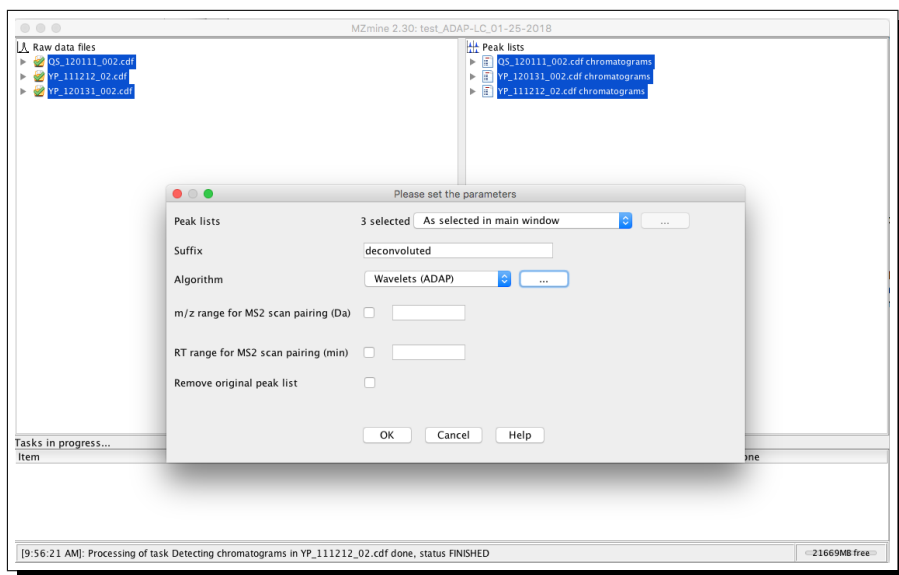 MZmine 2.30: test_ADAP-LC_01-25-2018
Raw data files
QS_120111_002.cdf
YP_111212_02.cdf
YP_120131_002.cdf
Peak lists
QS_120111_002.cdf chromatograms
YP_120131_002.cdf chromatograms
YP_111212_02.cdf chromatograms
Please set the parameters
Peak lists 3 selected As selected in main window ...
Suffix deconvoluted
Algorithm Wavelets (ADAP) ...
m/z range for MS2 scan pairing (Da)
RT range for MS2 scan pairing (min)
Remove original peak list
OK Cancel Help
Tasks in progress...
Item
[9:56:21 AM]: Processing of task Detecting chromatograms in YP_111212_02.cdf done, status FINISHED 21669MB free